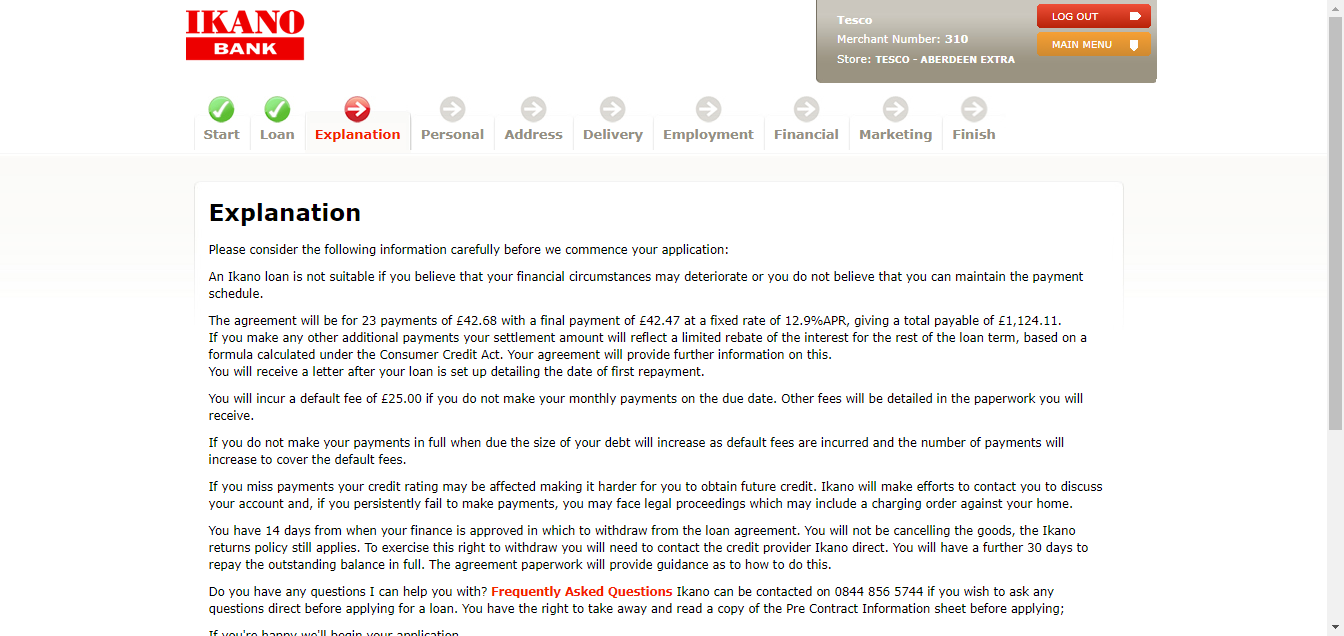 IKANO
BANK
Tesco
Merchant Number: 310
Store: TESCO - ABERDEEN EXTRA
LOG OUT
MAIN MENU
Start
Loan
Explanation
Personal
Address
Delivery
Employment
Financial
Marketing
Finish
Explanation
Please consider the following information carefully before we commence your application:
An Ikano loan is not suitable if you believe that your financial circumstances may deteriorate or you do not believe that you can maintain the payment
schedule.
The agreement will be for 23 payments of £42.68 with a final payment of £42.47 at a fixed rate of 12.9%APR, giving a total payable of £1,124.11.
If you make any other additional payments your settlement amount will reflect a limited rebate of the interest for the rest of the loan term, based on a
formula calculated under the Consumer Credit Act. Your agreement will provide further information on this.
You will receive a letter after your loan is set up detailing the date of first repayment.
You will incur a default fee of £25.00 if you do not make your monthly payments on the due date. Other fees will be detailed in the paperwork you will
receive.
If you do not make your payments in full when due the size of your debt will increase as default fees are incurred and the number of payments will
increase to cover the default fees.
If you miss payments your credit rating may be affected making it harder for you to obtain future credit. Ikano will make efforts to contact you to discuss
your account and, if you persistently fail to make payments, you may face legal proceedings which may include a charging order against your home.
You have 14 days from when your finance is approved in which to withdraw from the loan agreement. You will not be cancelling the goods, the Ikano
returns policy still applies. To exercise this right to withdraw you will need to contact the credit provider Ikano direct. You will have a further 30 days to
repay the outstanding balance in full. The agreement paperwork will provide guidance as to how to do this.
Do you have any questions I can help you with? Frequently Asked Questions Ikano can be contacted on 0844 856 5744 if you wish to ask any
questions direct before applying for a loan. You have the right to take away and read a copy of the Pre Contract Information sheet before applying;
If you're happy we'll begin your application